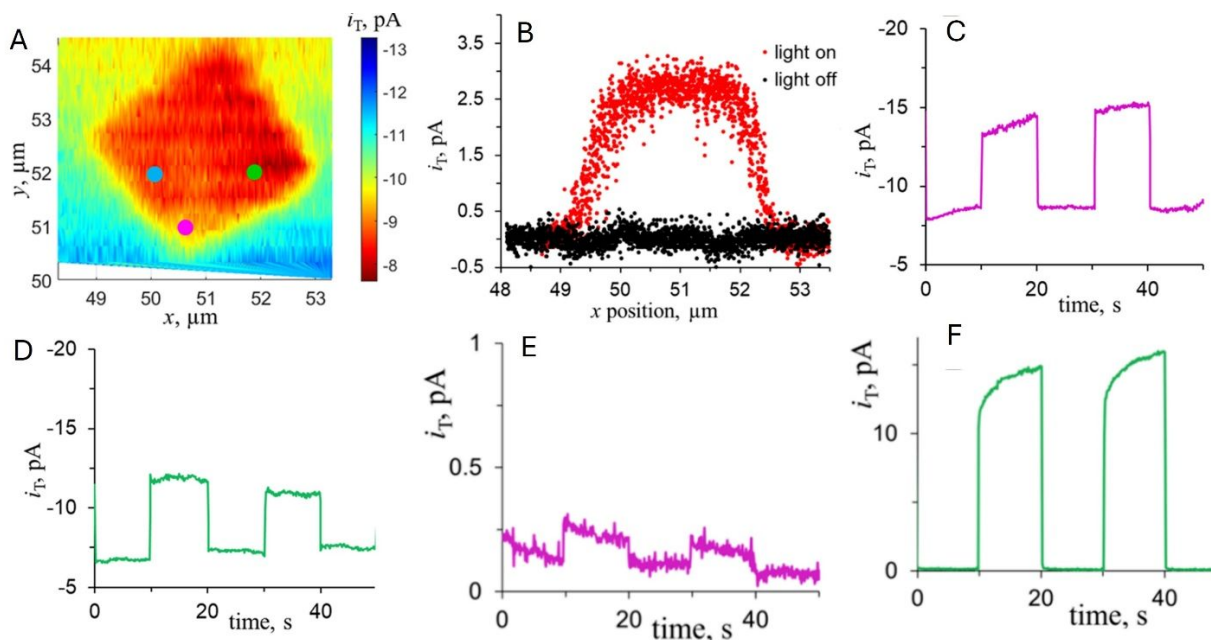 A
iT, pA
54
53
52
51
50
y, µm
49
50
51
52
53
x, µm
-13
-12
-11
-10
-9
-8
B
iT, pA
3.5
2.5
1.5
0.5
-0.5
light on
light off
48
49
50
51
52
53
x position, µm
C
iT, pA
-20
-15
-10
-5
0
20
40
time, s
D
iT, pA
-20
-15
-10
-5
0
20
40
time, s
E
iT, pA
1
0.5
0
0
20
40
time, s
F
iT, pA
10
0
0
20
40
time, s